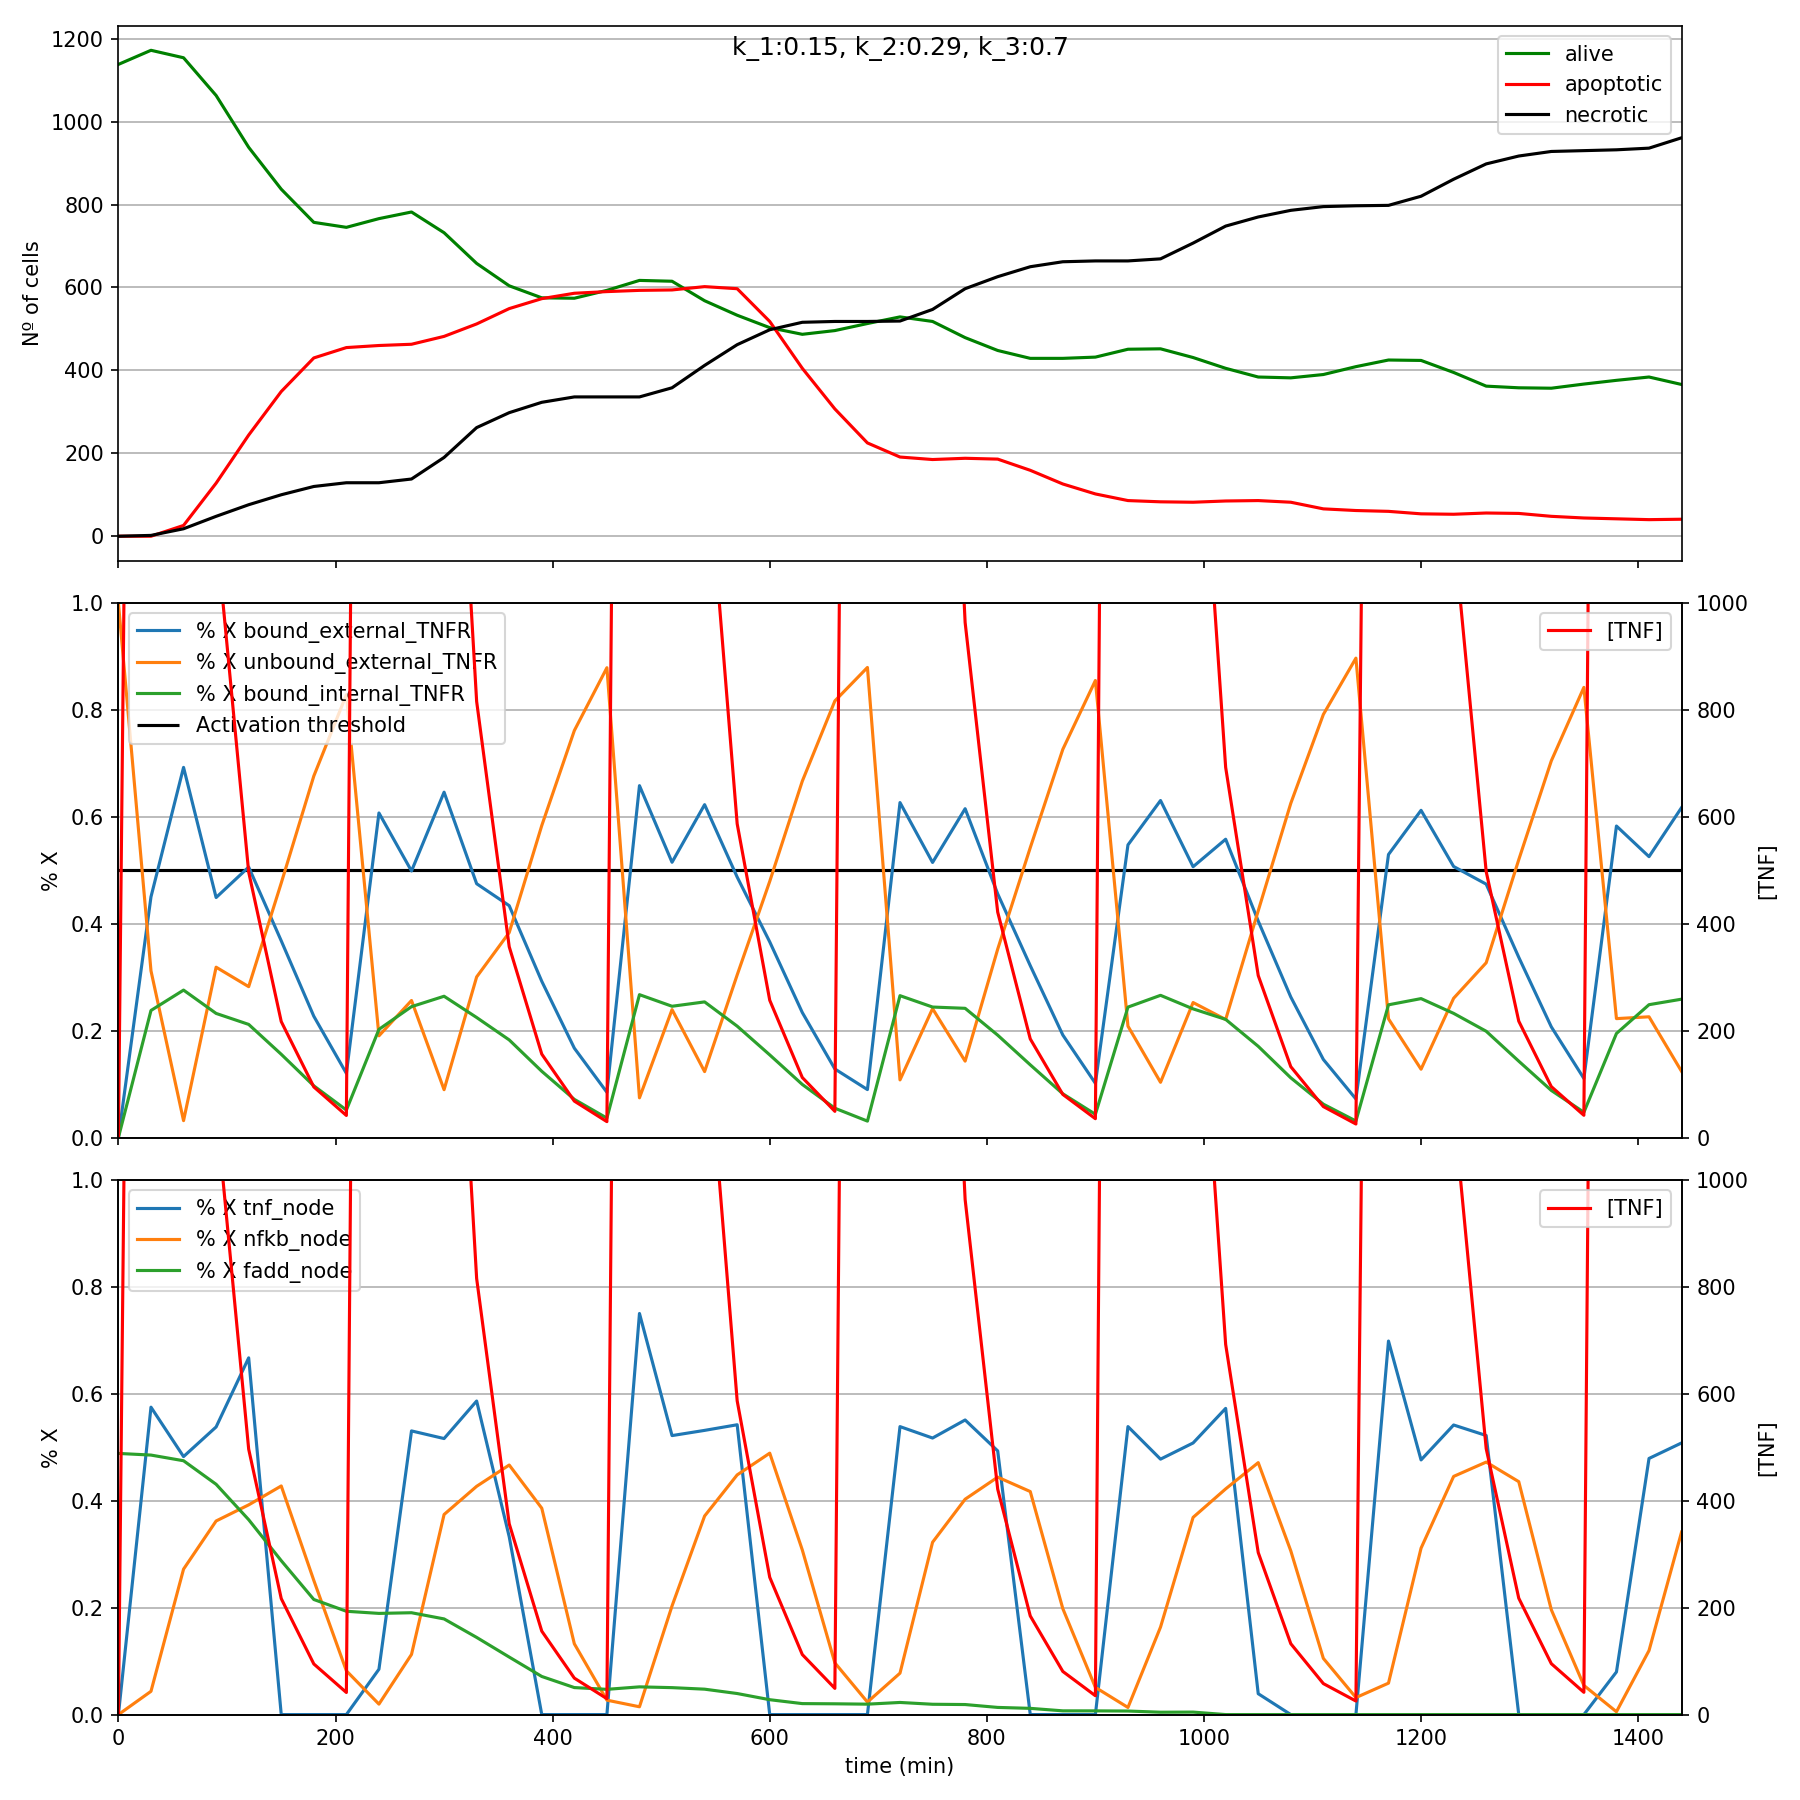 k_1:0.15, k_2:0.29, k_3:0.7
1200
1000
800
600
400
200
0
Nº of cells
alive
apoptotic
necrotic
1.0
0.8
0.6
0.4
0.2
0.0
% X
% X bound_external_TNFR
% X unbound_external_TNFR
% X bound_internal_TNFR
Activation threshold
[TNF]
1000
800
600
400
200
0
[TNF]
1.0
0.8
0.6
0.4
0.2
0.0
% X
% X tnf_node
% X nfkb_node
% X fadd_node
[TNF]
1000
800
600
400
200
0
[TNF]
0 200 400 600 800 1000 1200 1400
time (min)